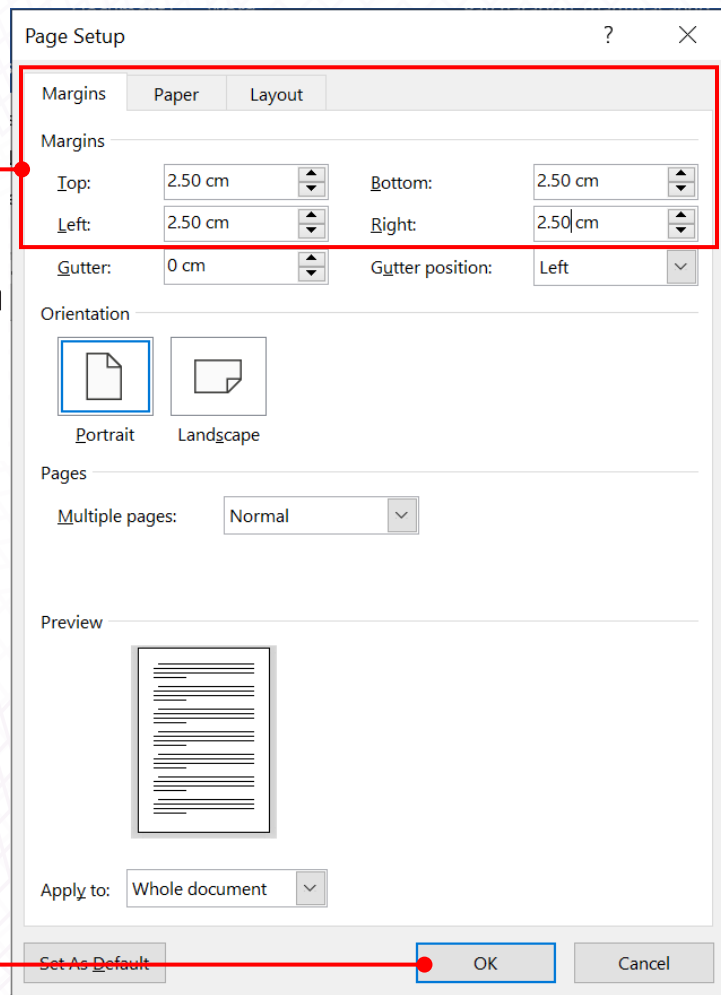 Page Setup ? ×
Margins Paper Layout
Margins
Top: 2.50 cm Bottom: 2.50 cm
Left: 2.50 cm Right: 2.50 cm
Gutter: 0 cm Gutter position: Left
Orientation
Portrait Landscape
Pages
Multiple pages: Normal
Preview
Apply to: Whole document
Set As Default OK Cancel